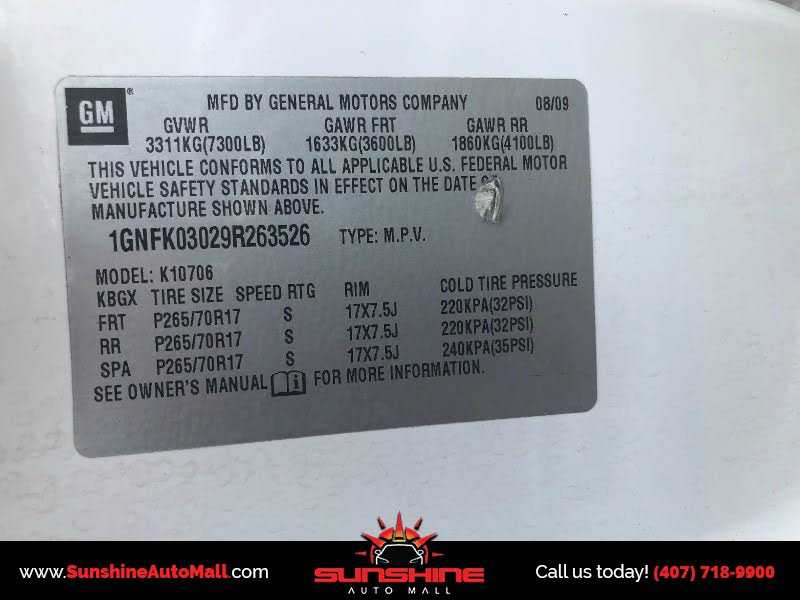 GM ® MFD BY GENERAL MOTORS COMPANY 08/09
GVWR GAWR FRT GAWR RR
3311KG(7300LB) 1633KG(3600LB) 1860KG(4100LB)
THIS VEHICLE CONFORMS TO ALL APPLICABLE U.S. FEDERAL MOTOR
VEHICLE SAFETY STANDARDS IN EFFECT ON THE DATE
MANUFACTURE SHOWN ABOVE.
1GNFK03029R263526 TYPE: M.P.V.
MODEL: K10706
KBGX TIRE SIZE SPEED RTG RIM COLD TIRE PRESSURE
FRT P265/70R17 S 17X7.5J 220KPA(32PSI)
RR P265/70R17 S 17X7.5J 220KPA(32PSI)
SPA P265/70R17 S 17X7.5J 240KPA(35PSI)
SEE OWNER'S MANUAL FOR MORE INFORMATION.
www.SunshineAutoMall.com SUNSHINE Call us today! (407) 718-9900
AUTO MALL